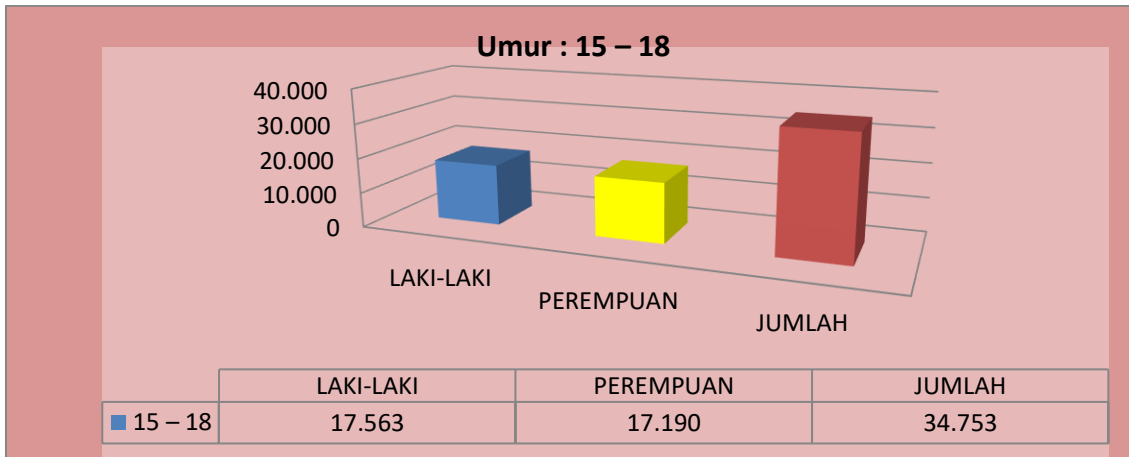 Umur : 15 – 18
40.000
30.000
20.000
10.000
0
LAKI-LAKI
PEREMPUAN
JUMLAH
LAKI-LAKI PEREMPUAN JUMLAH
15 – 18 17.563 17.190 34.753